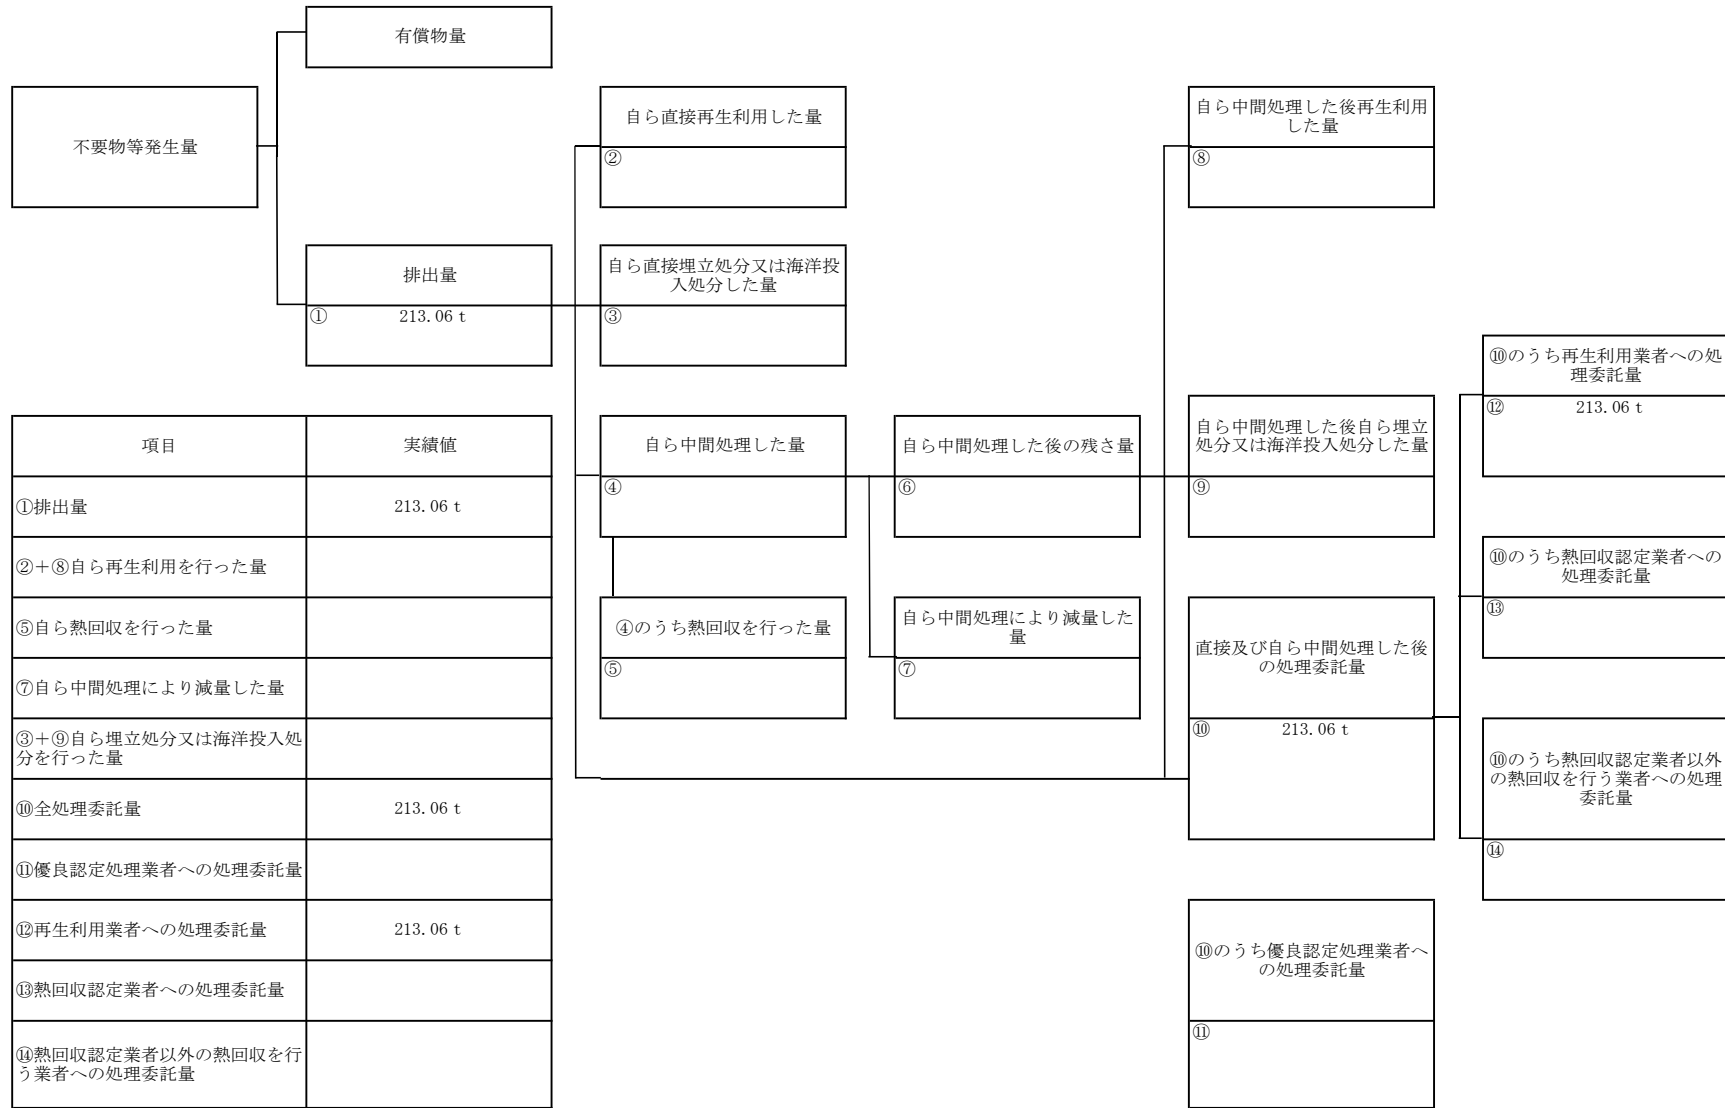 有償物量
不要物等発生量
自ら直接再生利用した量
②
自ら中間処理した後再生利用
した量
⑧
排出量
① 213.06 t
自ら直接埋立処分又は海洋投
入処分した量
③
⑩のうち再生利用業者への処
理委託量
⑫ 213.06 t
自ら中間処理した量
④
自ら中間処理した後の残さ量
⑥
自ら中間処理した後自ら埋立
処分又は海洋投入処分した量
⑨
⑩のうち熱回収認定業者への
処理委託量
⑬
④のうち熱回収を行った量
⑤
自ら中間処理により減量した
量
⑦
直接及び自ら中間処理した後
の処理委託量
⑩ 213.06 t
⑩のうち熱回収認定業者以外
の熱回収を行う業者への処理
委託量
⑭
⑩のうち優良認定処理業者へ
の処理委託量
⑪
項目 実績値
①排出量 213.06 t
②＋⑧自ら再生利用を行った量
⑤自ら熱回収を行った量
⑦自ら中間処理により減量した量
③＋⑨自ら埋立処分又は海洋投入処
分を行った量
⑩全処理委託量 213.06 t
⑪優良認定処理業者への処理委託量
⑫再生利用業者への処理委託量 213.06 t
⑬熱回収認定業者への処理委託量
⑭熱回収認定業者以外の熱回収を行
う業者への処理委託量